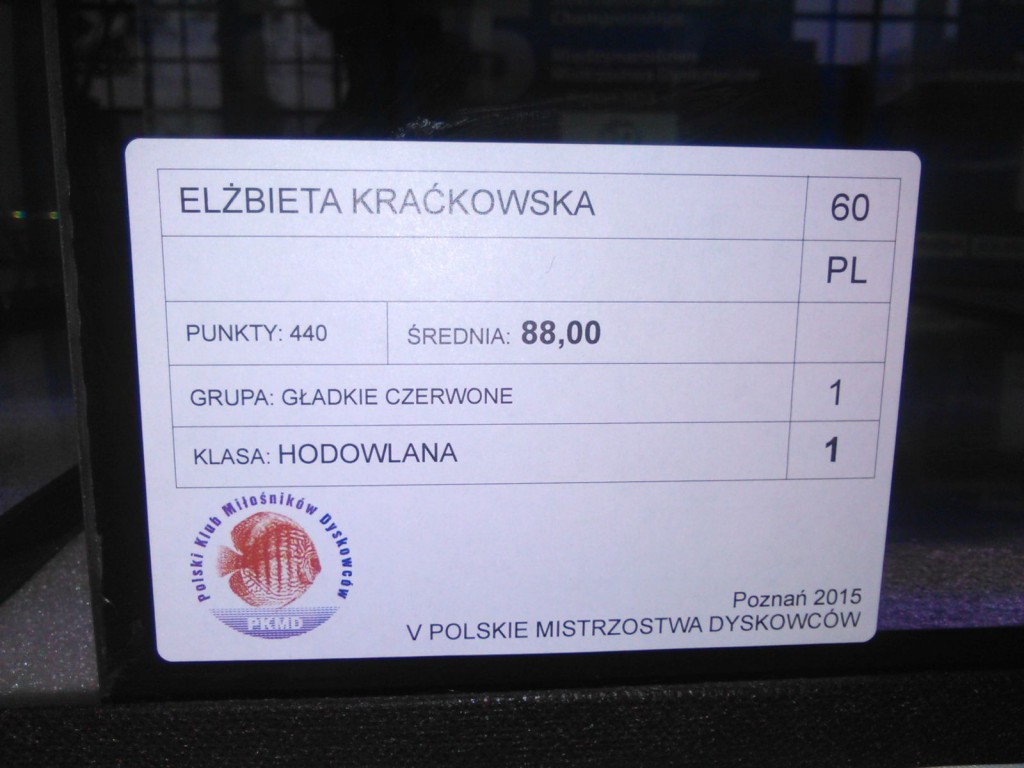 ELŻBIETA KRAĆKOWSKA 60
PL
PUNKTY: 440 ŚREDNIA: 88,00
GRUPA: GŁADKIE CZERWONE 1
KLASA: HODOWLANA 1
Polski Klub Miłośników Dyskowców
PKMD
Poznań 2015
V POLSKIE MISTRZOSTWA DYSKOWCÓW